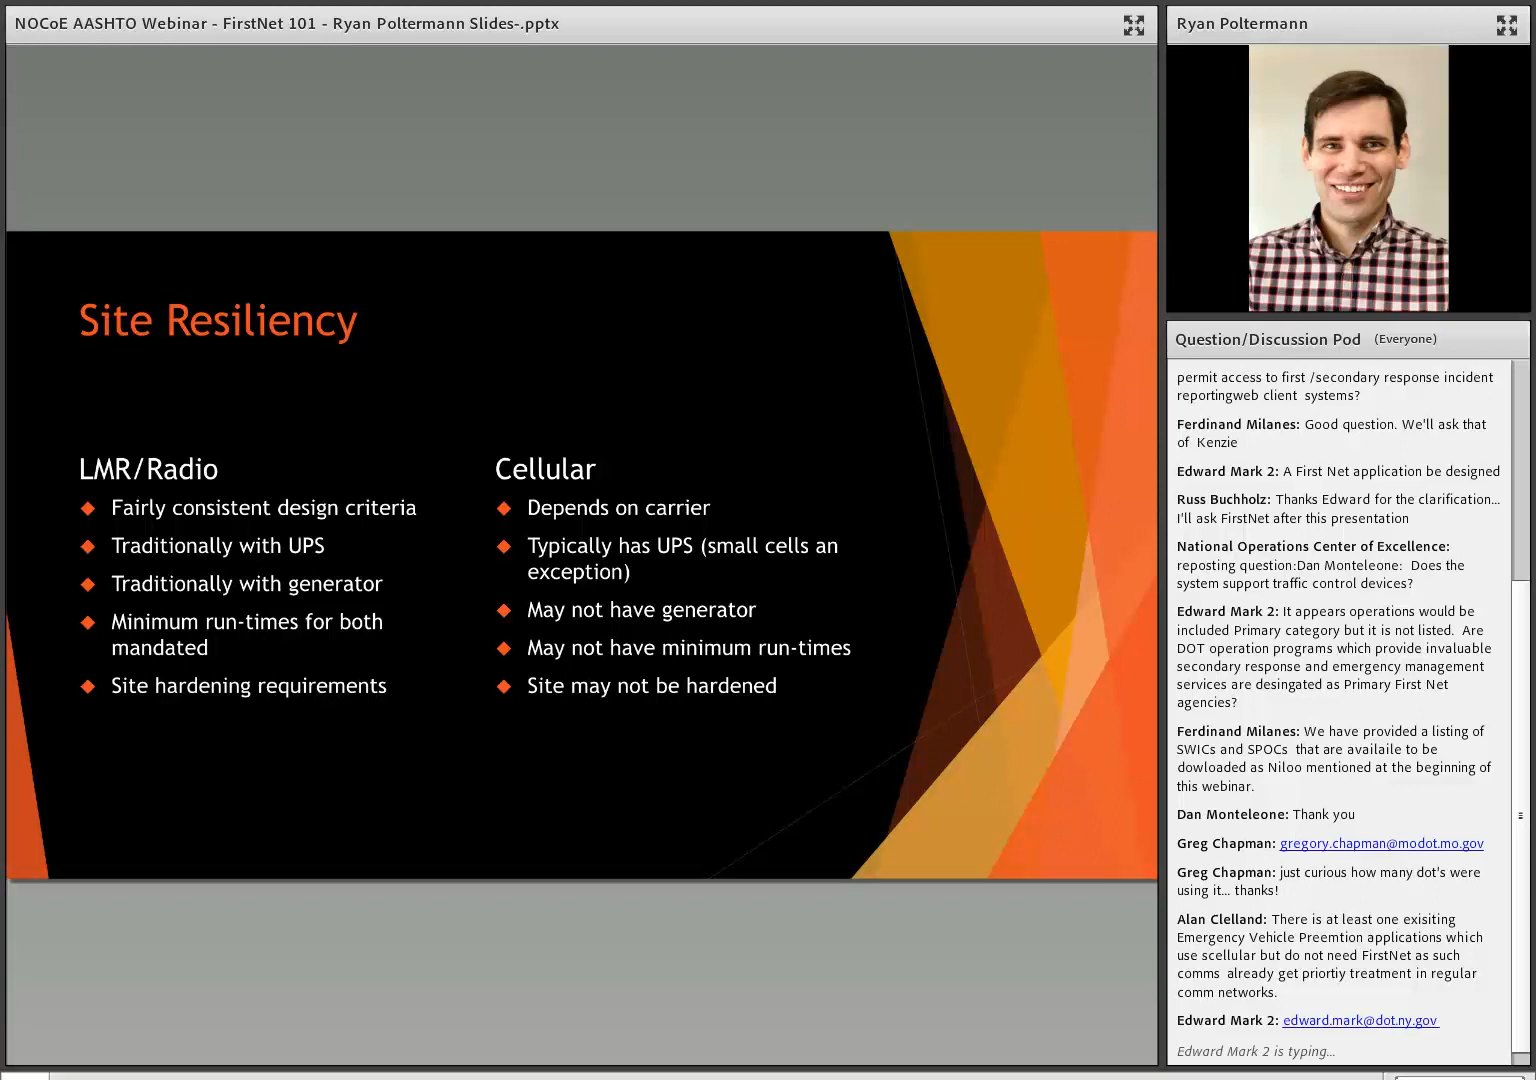 NOCoE AASHTO Webinar - FirstNet 101 - Ryan Poltermann Slides-.pptx
Site Resiliency
LMR/Radio
Fairly consistent design criteria
Traditionally with UPS
Traditionally with generator
Minimum run-times for both
mandated
Site hardening requirements
Cellular
Depends on carrier
Typically has UPS (small cells an
exception)
May not have generator
May not have minimum run-times
Site may not be hardened
Ryan Poltermann
Question/Discussion Pod (Everyone)
permit access to first /secondary response incident
reportingweb client systems?
Ferdinand Milanes: Good question. We'll ask that
of Kenzie
Edward Mark 2: A First Net application be designed
Russ Buchholz: Thanks Edward for the clarification...
I'll ask FirstNet after this presentation
National Operations Center of Excellence:
reposting question:Dan Monteleone: Does the
system support traffic control devices?
Edward Mark 2: It appears operations would be
included Primary category but it is not listed. Are
DOT operation programs which provide invaluable
secondary response and emergency management
services are desingated as Primary First Net
agencies?
Ferdinand Milanes: We have provided a listing of
SWICs and SPOCs that are availaile to be
dowloaded as Niloo mentioned at the beginning of
this webinar.
Dan Monteleone: Thank you
Greg Chapman: gregory.chapman@modot.mo.gov
Greg Chapman: just curious how many dot's were
using it... thanks!
Alan Clelland: There is at least one exisiting
Emergency Vehicle Preemtion applications which
use scellular but do not need FirstNet as such
comms already get priortiy treatment in regular
comm networks.
Edward Mark 2: edward.mark@dot.ny.gov
Edward Mark 2 is typing...